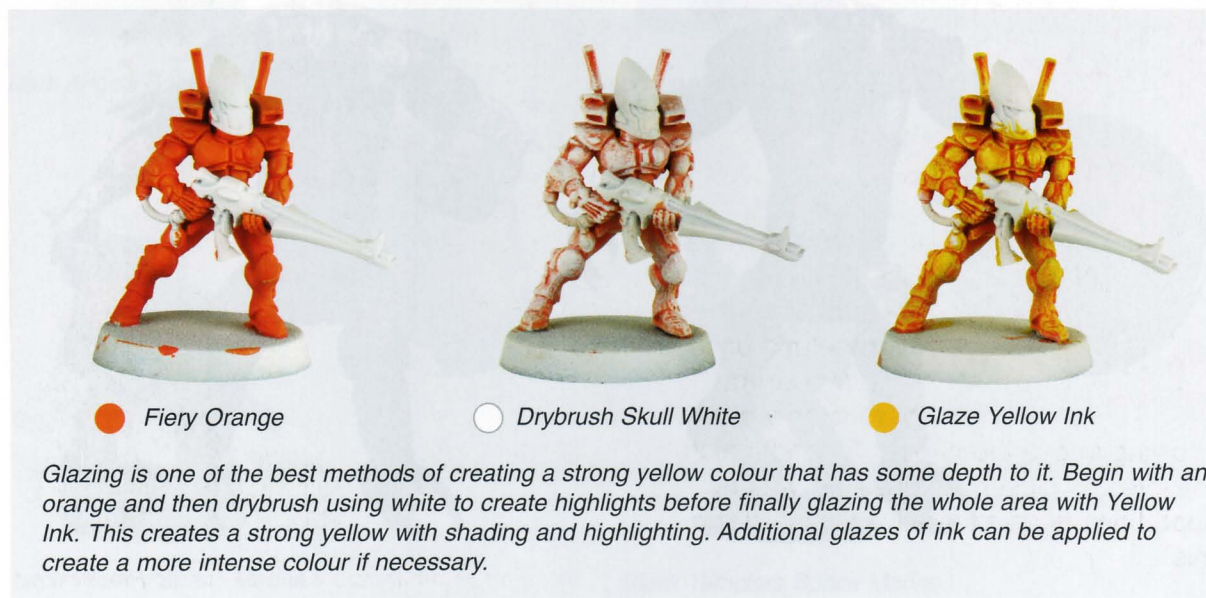 Fiery Orange
Drybrush Skull White
Glaze Yellow Ink
Glazing is one of the best methods of creating a strong yellow colour that has some depth to it. Begin with an
orange and then drybrush using white to create highlights before finally glazing the whole area with Yellow
Ink. This creates a strong yellow with shading and highlighting. Additional glazes of ink can be applied to
create a more intense colour if necessary.